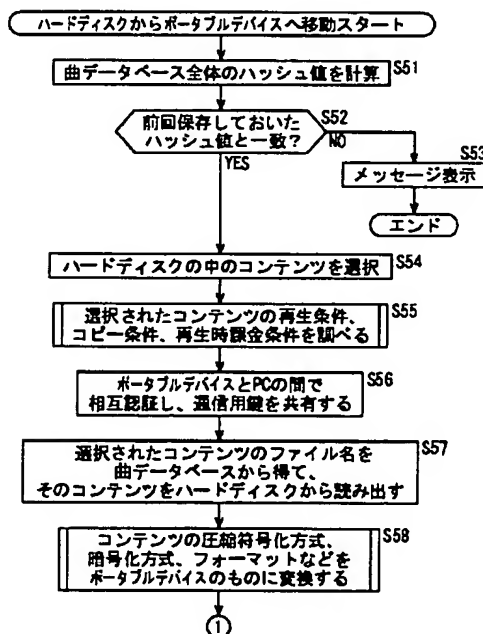 ハードディスクからポータブルデバイスへ移動スタート
曲データベース全体のハッシュ値を計算
S51
前回保存しておいた
ハッシュ値と一致?
S52
NO
YES
メッセージ表示
S53
エンド
ハードディスクの中のコンテンツを選択
S54
選択されたコンテンツの再生条件、
コピー条件、再生時課金条件を調べる
S55
ポータブルデバイスとPCの間で
相互認証し、通信用鍵を共有する
S56
選択されたコンテンツのファイル名を
曲データベースから得て、
そのコンテンツをハードディスクから読み出す
S57
コンテンツの圧縮符号化方式、
暗号化方式、フォーマットなどを
ポータブルデバイスのものに変換する
S58
1